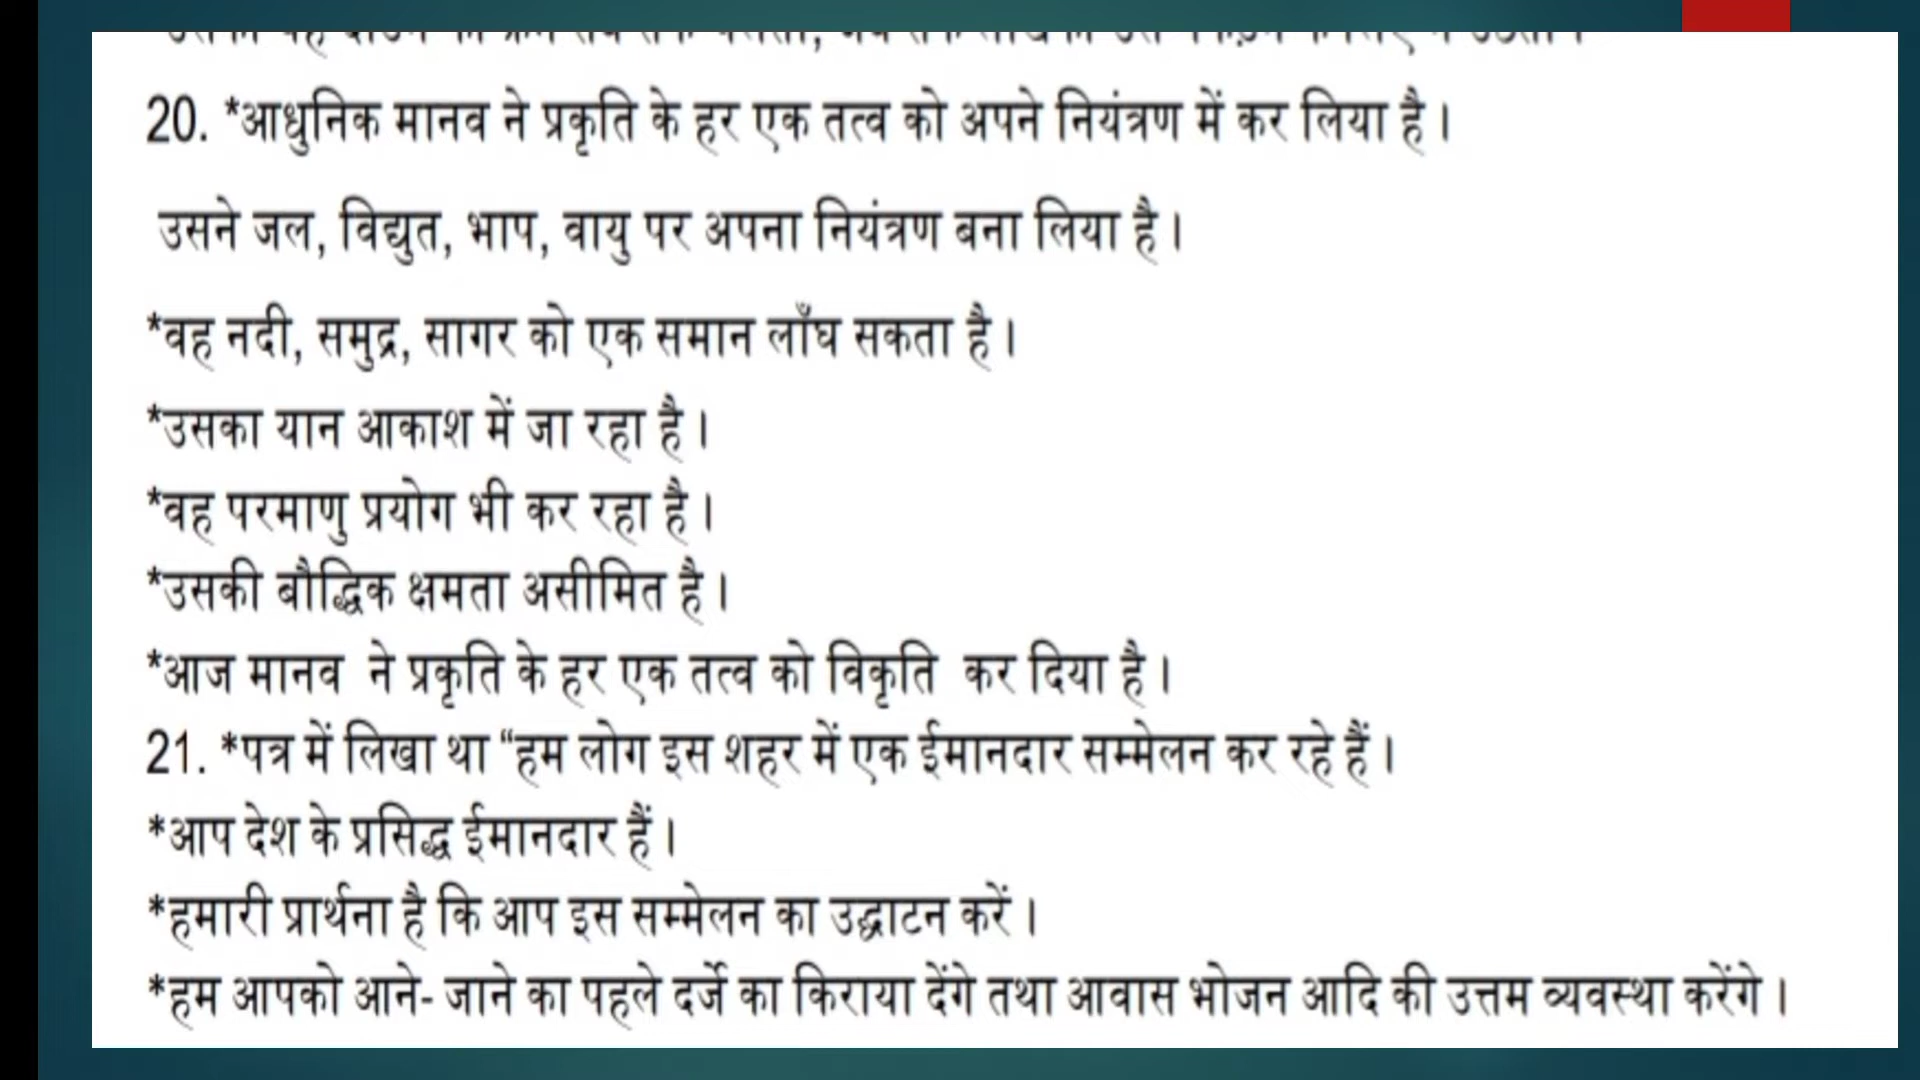 20. *आधुनिक मानव ने प्रकृति के हर एक तत्व को अपने नियंत्रण में कर लिया है।
उसने जल, विद्युत, भाप, वायु पर अपना नियंत्रण बना लिया है।
*वह नदी, समुद्र, सागर को एक समान लाँघ सकता है।
*उसका यान आकाश में जा रहा है।
*वह परमाणु प्रयोग भी कर रहा है।
*उसकी बौद्धिक क्षमता असीमित है।
*आज मानव ने प्रकृति के हर एक तत्व को विकृति कर दिया है।
21. *पत्र में लिखा था “हम लोग इस शहर में एक ईमानदार सम्मेलन कर रहे हैं।
*आप देश के प्रसिद्ध ईमानदार हैं।
*हमारी प्रार्थना है कि आप इस सम्मेलन का उद्घाटन करें।
*हम आपको आने- जाने का पहले दर्जे का किराया देंगे तथा आवास भोजन आदि की उत्तम व्यवस्था करेंगे।